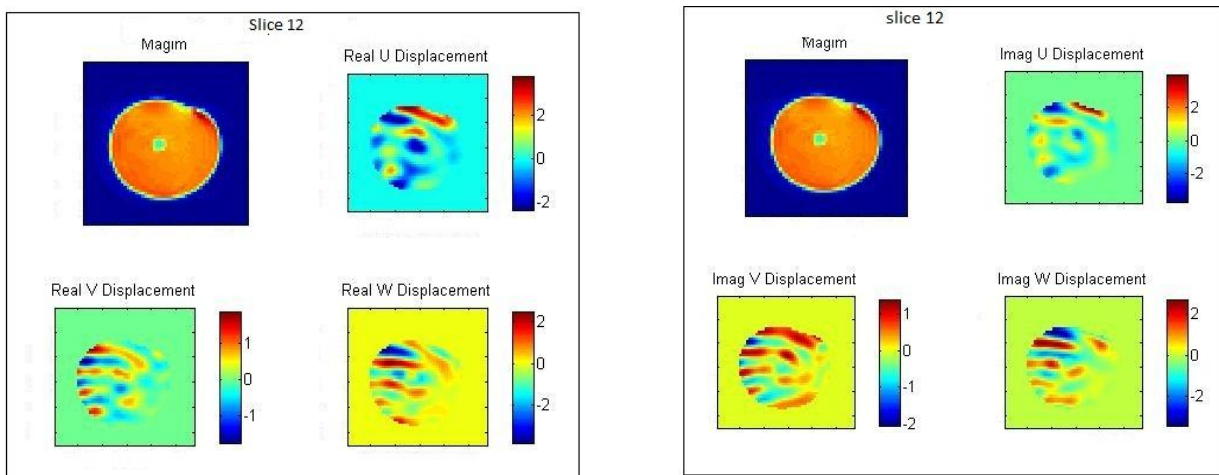 Slice 12
Magim
Real U Displacement
2
0
-2
Real V Displacement
1
0
-1
Real W Displacement
2
0
-2
slice 12
Magim
Imag U Displacement
2
0
-2
Imag V Displacement
1
0
-1
-2
Imag W Displacement
2
0
-2